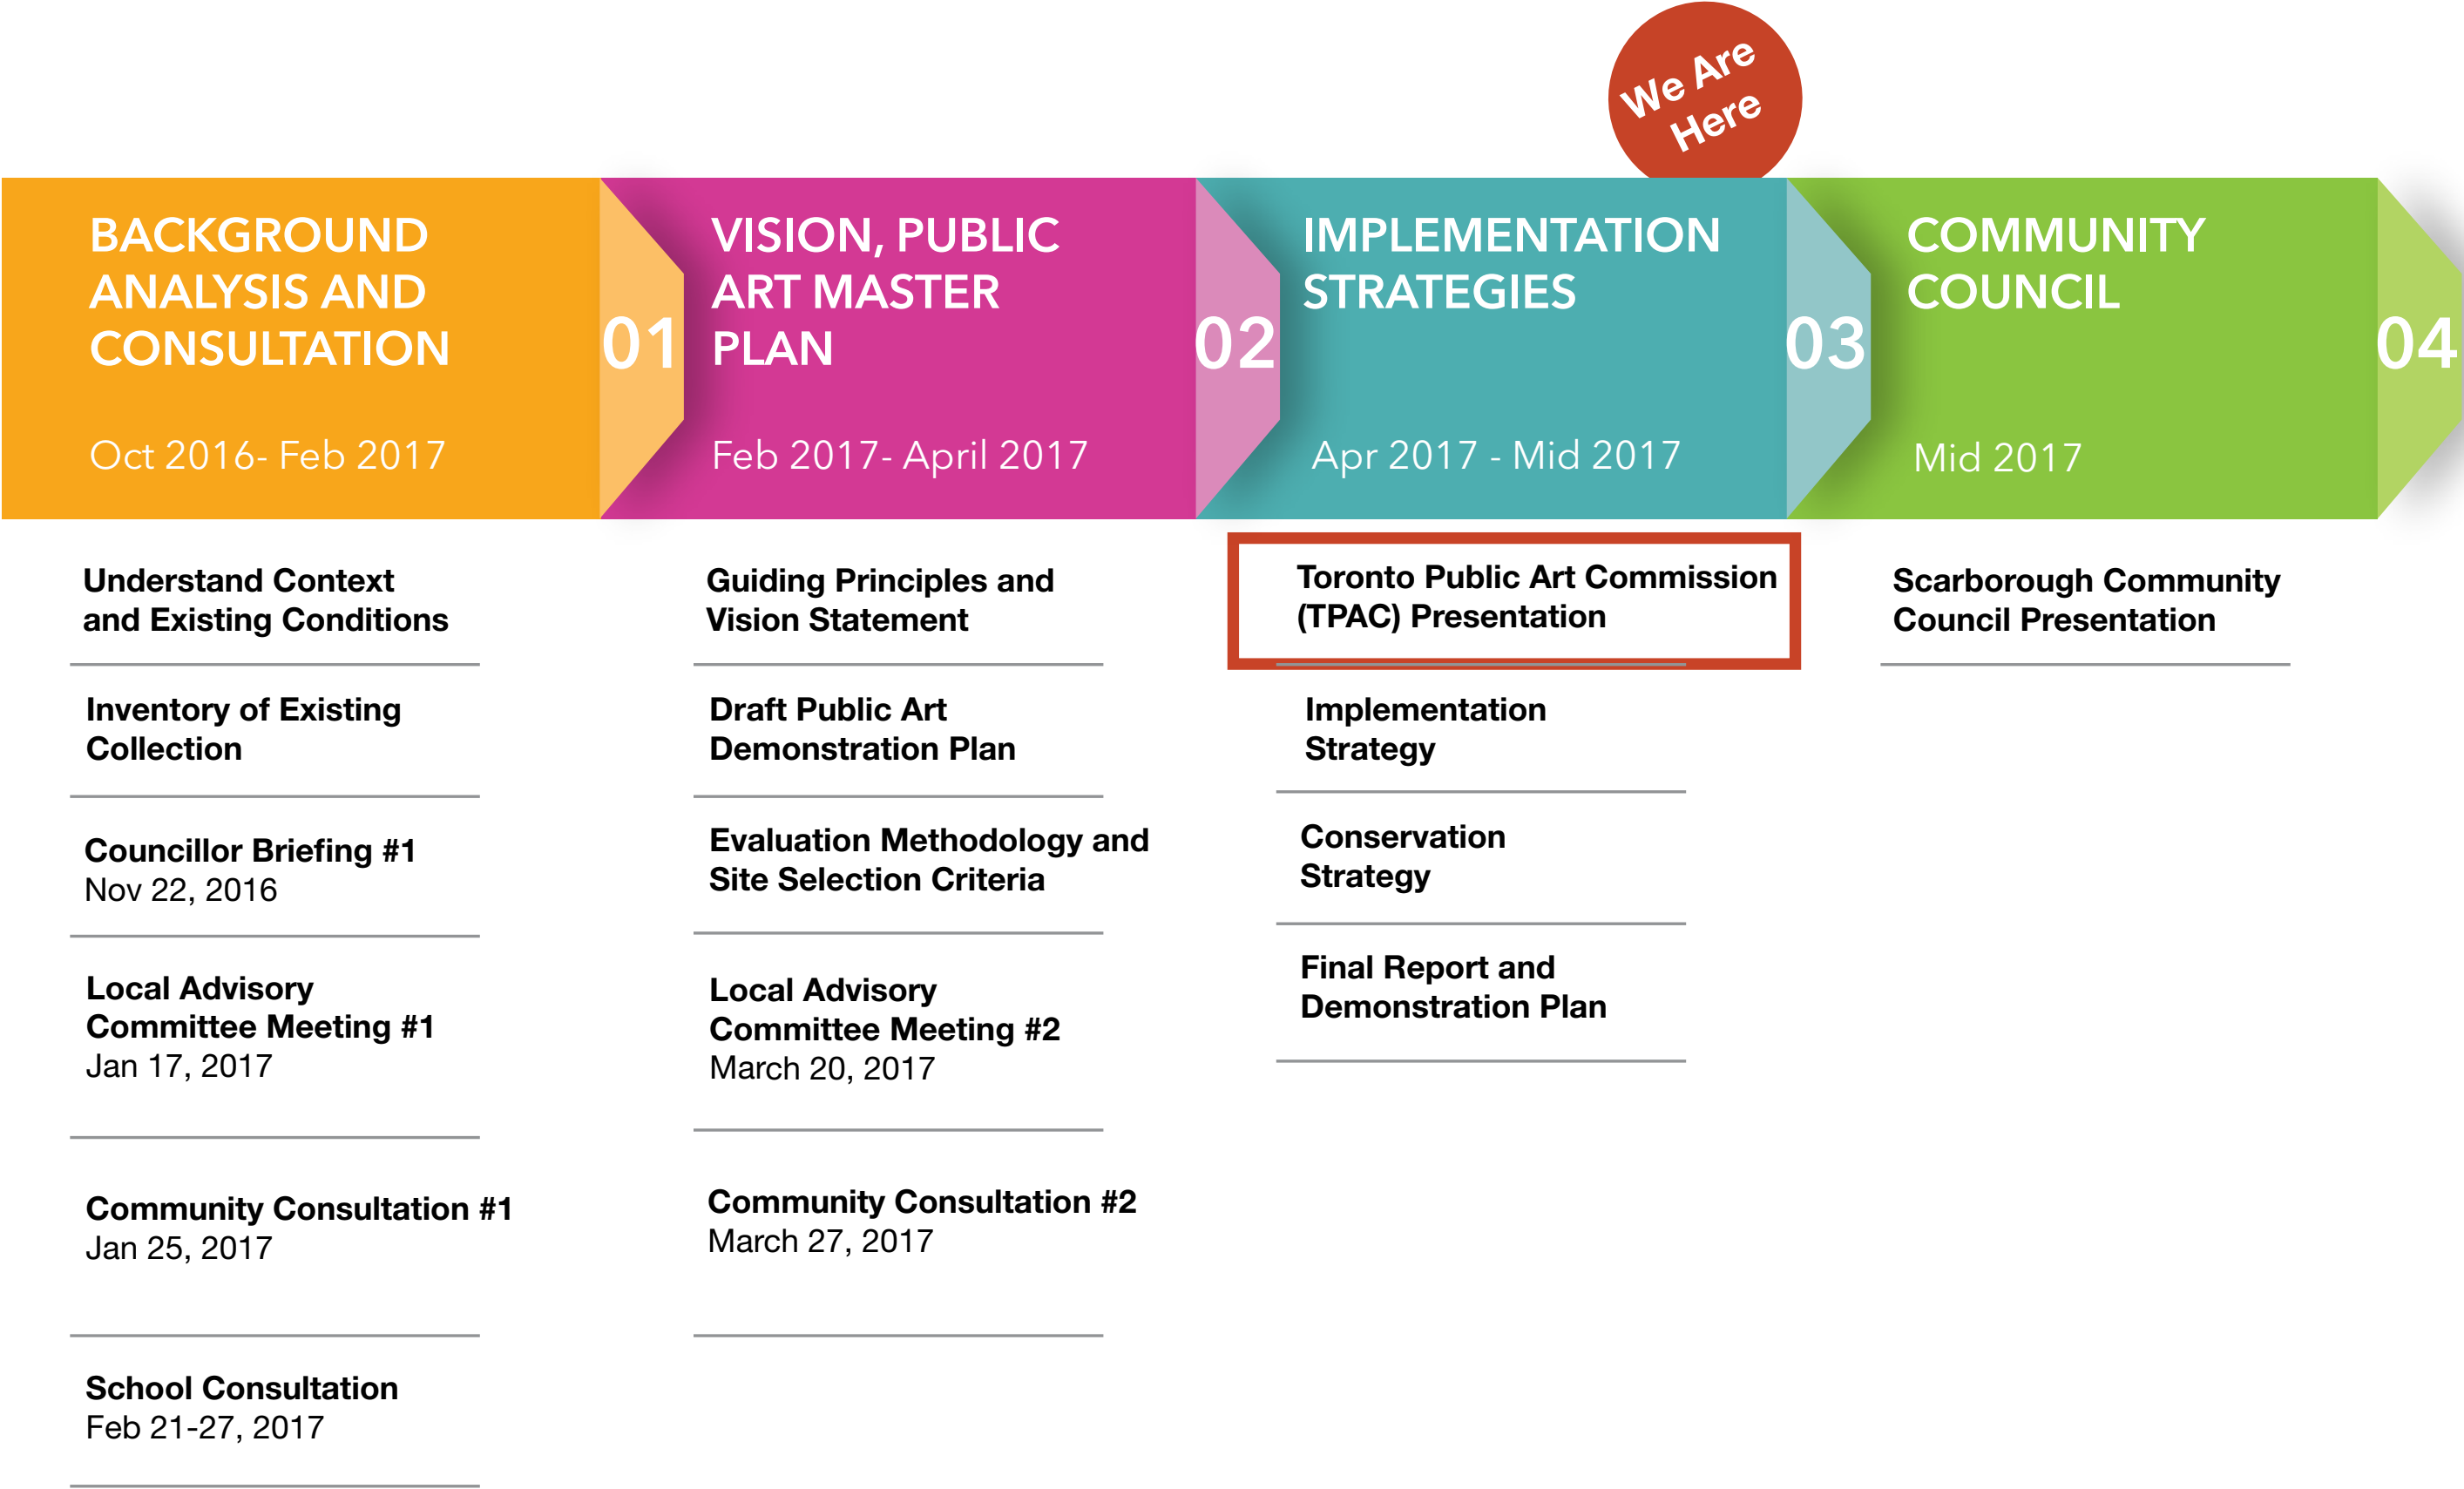 We Are
Here
BACKGROUND
ANALYSIS AND
CONSULTATION
Oct 2016- Feb 2017
01
VISION, PUBLIC
ART MASTER
PLAN
Feb 2017- April 2017
02
IMPLEMENTATION
STRATEGIES
Apr 2017 - Mid 2017
03
COMMUNITY
COUNCIL
Mid 2017
04
Understand Context
and Existing Conditions
Inventory of Existing
Collection
Councillor Briefing #1
Nov 22, 2016
Local Advisory
Committee Meeting #1
Jan 17, 2017
Community Consultation #1
Jan 25, 2017
School Consultation
Feb 21-27, 2017
Guiding Principles and
Vision Statement
Draft Public Art
Demonstration Plan
Evaluation Methodology and
Site Selection Criteria
Local Advisory
Committee Meeting #2
March 20, 2017
Community Consultation #2
March 27, 2017
Toronto Public Art Commission
(TPAC) Presentation
Implementation
Strategy
Conservation
Strategy
Final Report and
Demonstration Plan
Scarborough Community
Council Presentation